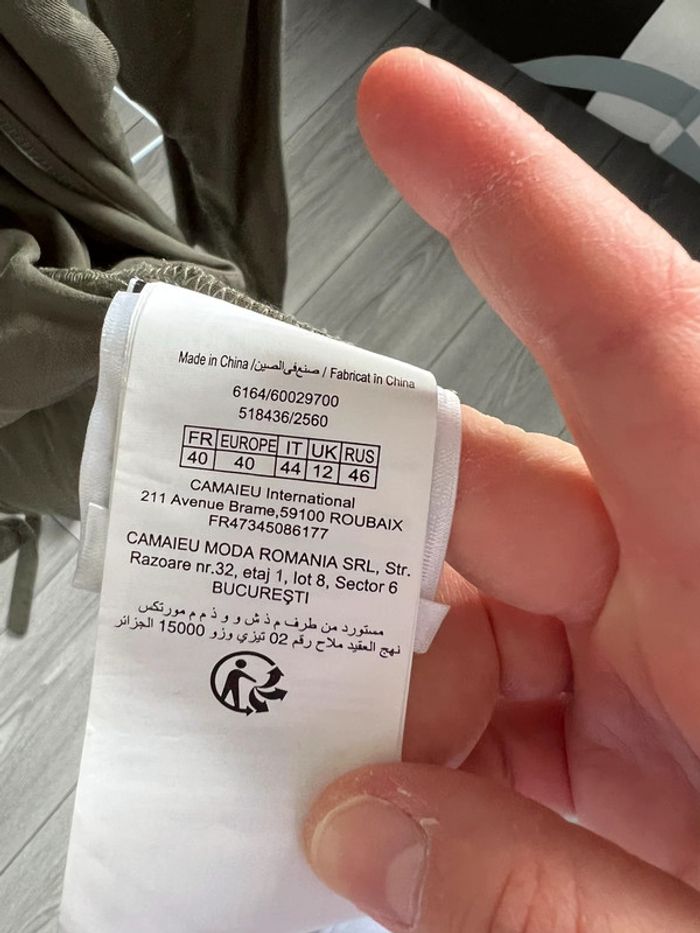 Made in China /صنع في الصين / Fabricat în China
6164/60029700
518436/2560
FR EUROPE IT UK RUS
40 40 44 12 46
CAMAIEU International
211 Avenue Brame,59100 ROUBAIX
FR47345086177
CAMAIEU MODA ROMANIA SRL, Str.
Razoare nr.32, etaj 1, lot 8, Sector 6
BUCUREŞTI
مستورد من طرف م ذ ش و و ذ م م مورتكس
نهج العقيد ملاح رقم 02 تيزي وزو 15000 الجزائر